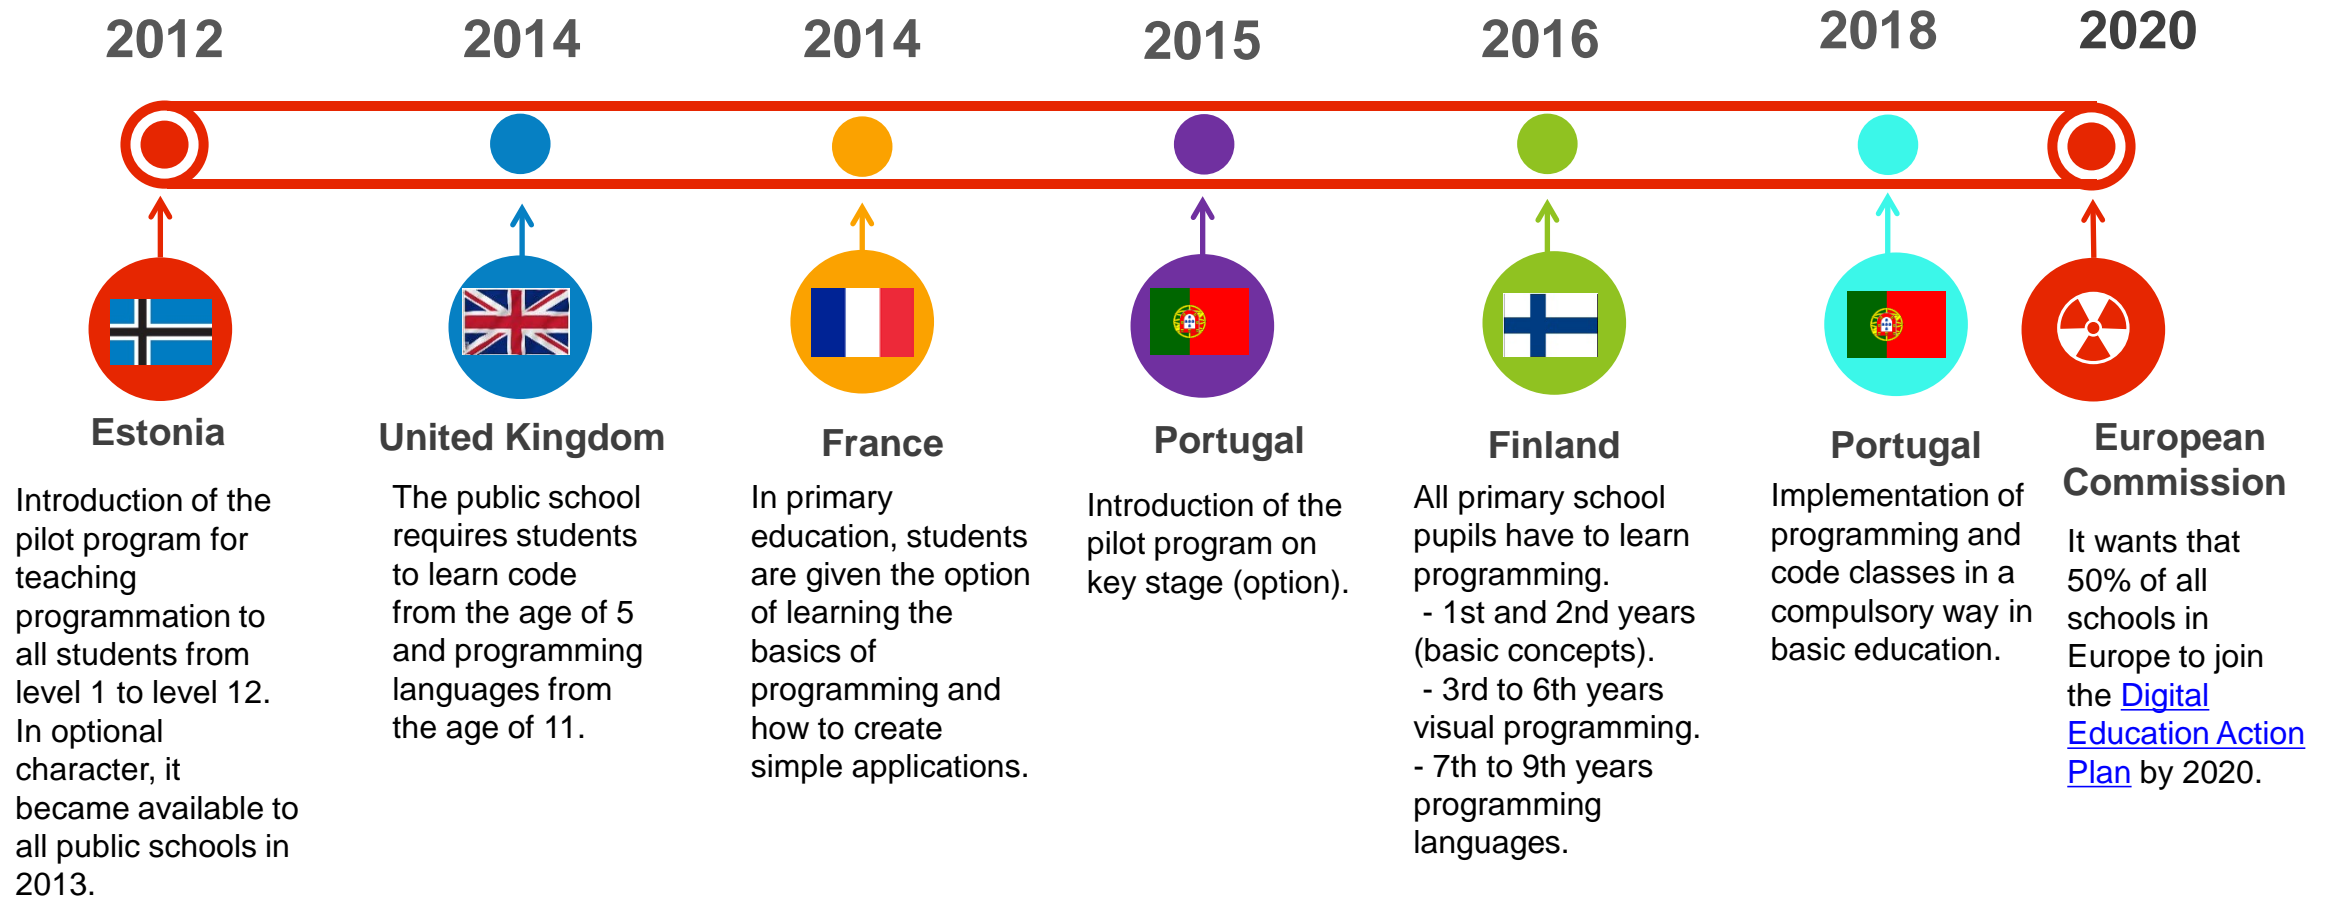 2012
2014
2014
2015
2016
2018
2020
Estonia
Introduction of the
pilot program for
teaching
programmation to
all students from
level 1 to level 12.
In optional
character, it
became available to
all public schools in
2013.
United Kingdom
The public school
requires students
to learn code
from the age of 5
and programming
languages from
the age of 11.
France
In primary
education, students
are given the option
of learning the
basics of
programming and
how to create
simple applications.
Portugal
Introduction of the
pilot program on
key stage (option).
Finland
All primary school
pupils have to learn
programming.
- 1st and 2nd years
(basic concepts).
- 3rd to 6th years
visual programming.
- 7th to 9th years
programming
languages.
Portugal
Implementation of
programming and
code classes in a
compulsory way in
basic education.
European
Commission
It wants that
50% of all
schools in
Europe to join
the Digital
Education Action
Plan by 2020.